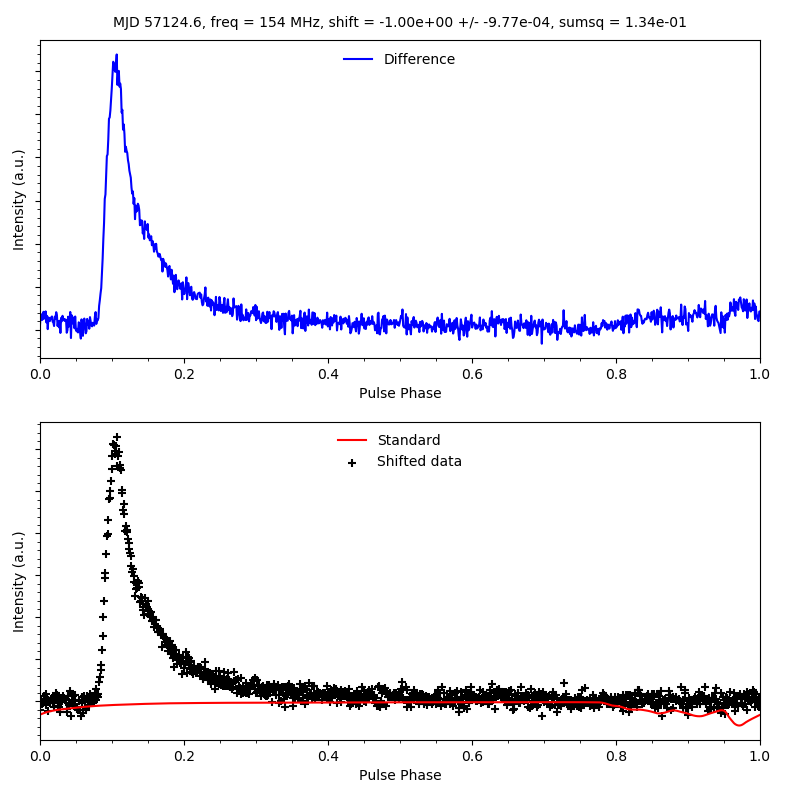 MJD 57124.6, freq = 154 MHz, shift = -1.00e+00 +/- -9.77e-04, sumsq = 1.34e-01
Difference
Intensity (a.u.)
0.0 0.2 0.4 0.6 0.8 1.0
Pulse Phase
Standard
Shifted data
Intensity (a.u.)
0.0 0.2 0.4 0.6 0.8 1.0
Pulse Phase